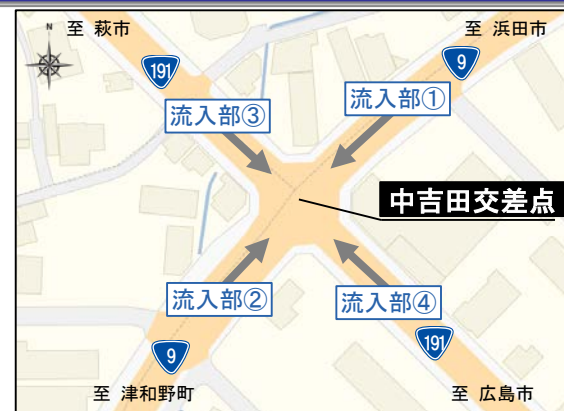 N
至 萩市
至 浜田市
191
9
流入部①
流入部③
中吉田交差点
流入部②
流入部④
191
9
至 津和野町
至 広島市